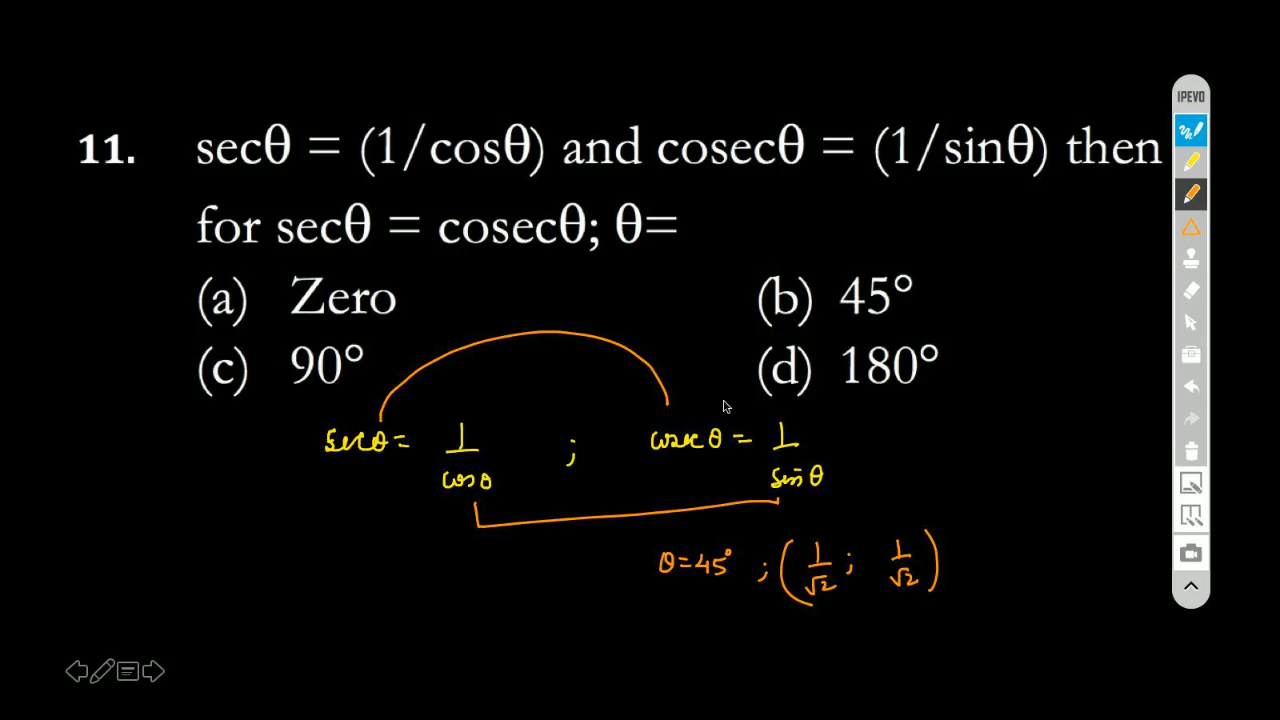 IPEVO
11. secθ = (1/cosθ) and cosecθ = (1/sinθ) then
for secθ = cosecθ; θ=
(a) Zero (b) 45°
(c) 90° (d) 180°
secθ = 1/cosθ ; cosecθ = 1/sinθ
θ=45° ; (1/√2 ; 1/√2)